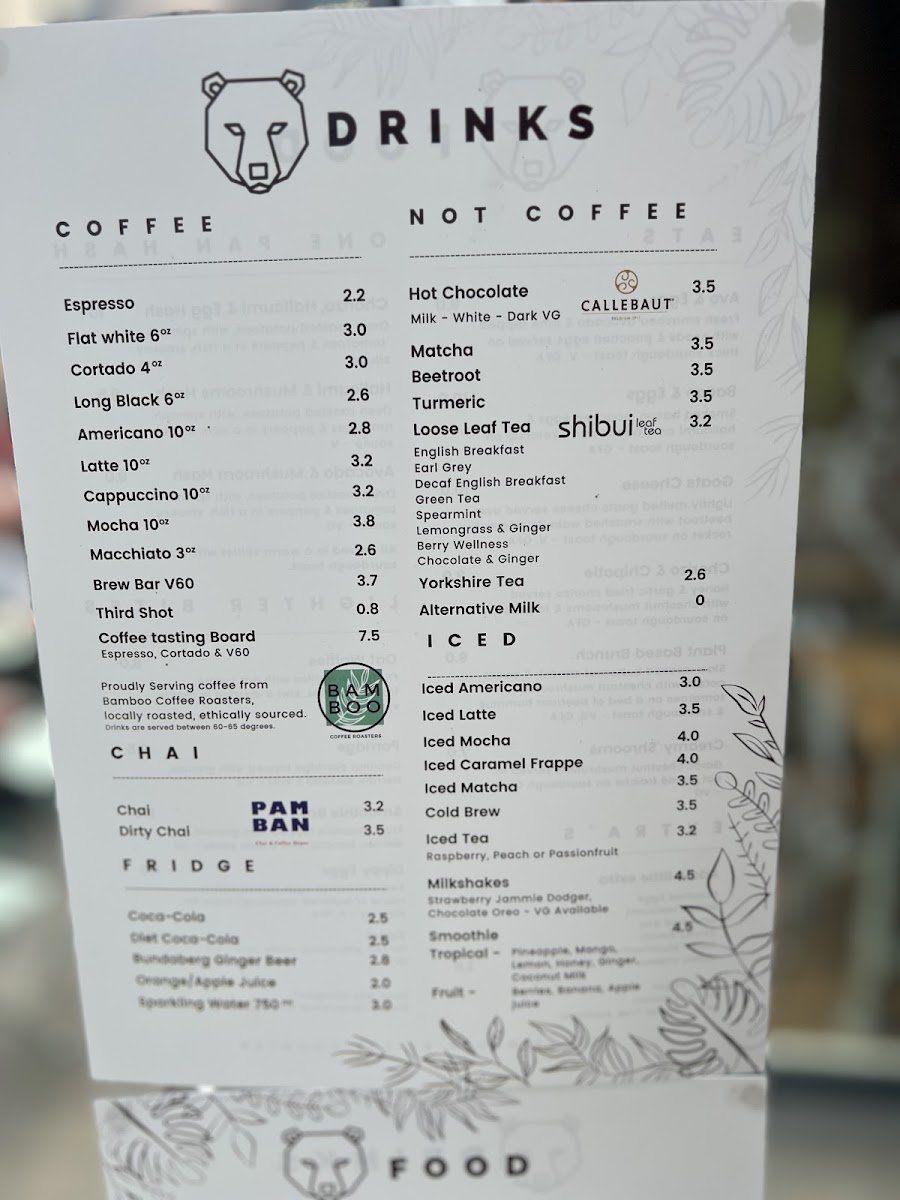 DRINKS
COFFEE
Espresso 2.2
Flat white 6oz 3.0
Cortado 4oz 3.0
Long Black 6oz 2.6
Americano 10oz 2.8
Latte 10oz 3.2
Cappuccino 10oz 3.2
Mocha 10oz 3.8
Macchiato 3oz 2.6
Brew Bar V60 3.7
Third Shot 0.8
Coffee tasting Board 7.5
Espresso, Cortado & V60
Proudly Serving coffee from
Bamboo Coffee Roasters,
locally roasted, ethically sourced.
Drinks are served between 60-65 degrees.
BAM
BOO
COFFEE ROASTERS
CHAI
Chai 3.2
Dirty Chai 3.5
PAM
BAN
FRIDGE
Coca-Cola 2.5
Diet Coca-Cola 2.5
Bundaberg Ginger Beer 2.8
Orange/Apple Juice 2.0
Sparkling Water 750 3.0
NOT COFFEE
Hot Chocolate CALLEBAUT 3.5
Milk - White - Dark VG
Matcha 3.5
Beetroot 3.5
Turmeric 3.5
Loose Leaf Tea shibui leaf tea 3.2
English Breakfast
Earl Grey
Decaf English Breakfast
Green Tea
Spearmint
Lemongrass & Ginger
Berry Wellness
Chocolate & Ginger
Yorkshire Tea 2.6
Alternative Milk 0
ICED
Iced Americano 3.0
Iced Latte 3.5
Iced Mocha 4.0
Iced Caramel Frappe 4.0
Iced Matcha 3.5
Cold Brew 3.5
Iced Tea 3.2
Raspberry, Peach or Passionfruit
Milkshakes 4.5
Strawberry Jammie Dodger,
Chocolate Oreo - VG Available
Smoothie 4.5
Tropical - Pineapple, Mango,
Lemon, Honey, Ginger,
Coconut Milk
Fruit - Berries, Banana, Apple
Juice
FOOD